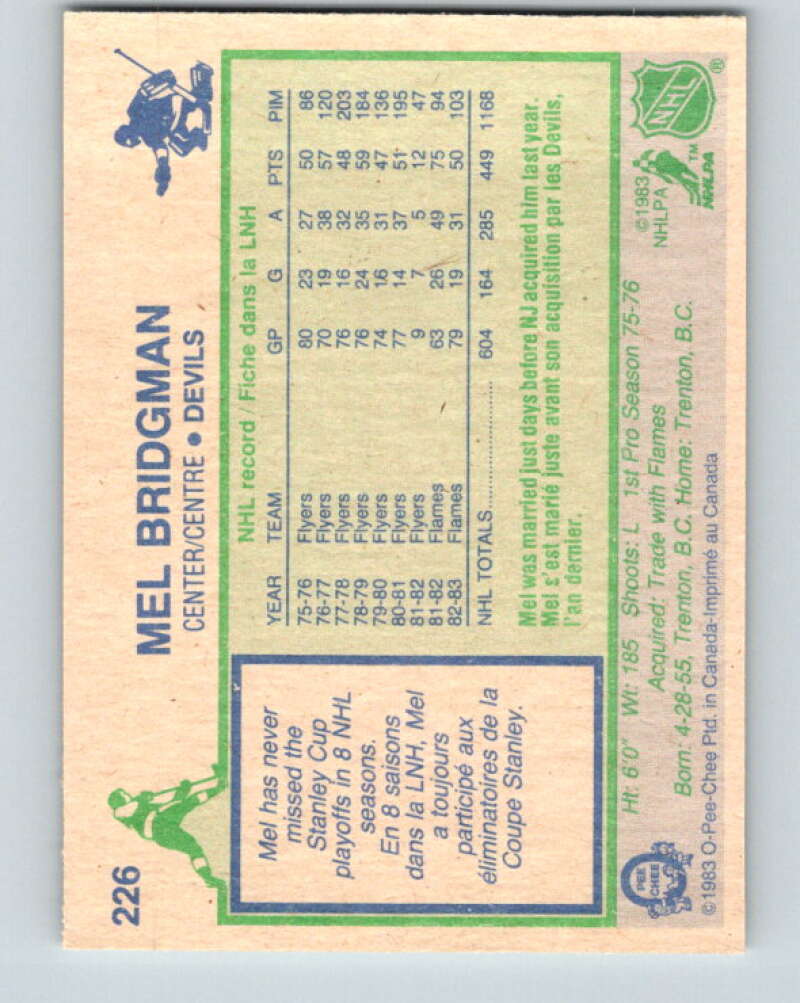 226
MEL BRIDGMAN
CENTER/CENTRE • DEVILS
Mel has never
missed the
Stanley Cup
playoffs in 8 NHL
seasons.
En 8 saisons
dans la LNH, Mel
a toujours
participé aux
éliminatoires de la
Coupe Stanley.
NHL record / Fiche dans la LNH
YEAR TEAM GP G A PTS PIM
75-76 Flyers 80 23 27 50 86
76-77 Flyers 70 19 38 57 120
77-78 Flyers 76 16 32 48 203
78-79 Flyers 76 24 35 59 184
79-80 Flyers 74 16 31 47 136
80-81 Flyers 77 14 37 51 195
81-82 Flyers 9 7 5 12 47
81-82 Flames 63 26 49 75 94
82-83 Flames 79 19 31 50 103
NHL TOTALS.................... 604 164 285 449 1168
Mel was married just days before NJ acquired him last year.
Mel s'est marié juste avant son acquisition par les Devils,
l'an dernier.
Ht: 6'0" Wt: 185 Shoots: L 1st Pro Season 75-76
Acquired: Trade with Flames
Born: 4-28-55, Trenton, B.C. Home: Trenton, B.C.
©1983 O-Pee-Chee Ptd. in Canada-Imprimé au Canada
O PEE CHEE
©1983
NHLPA
NHLPA ™
NHL ®